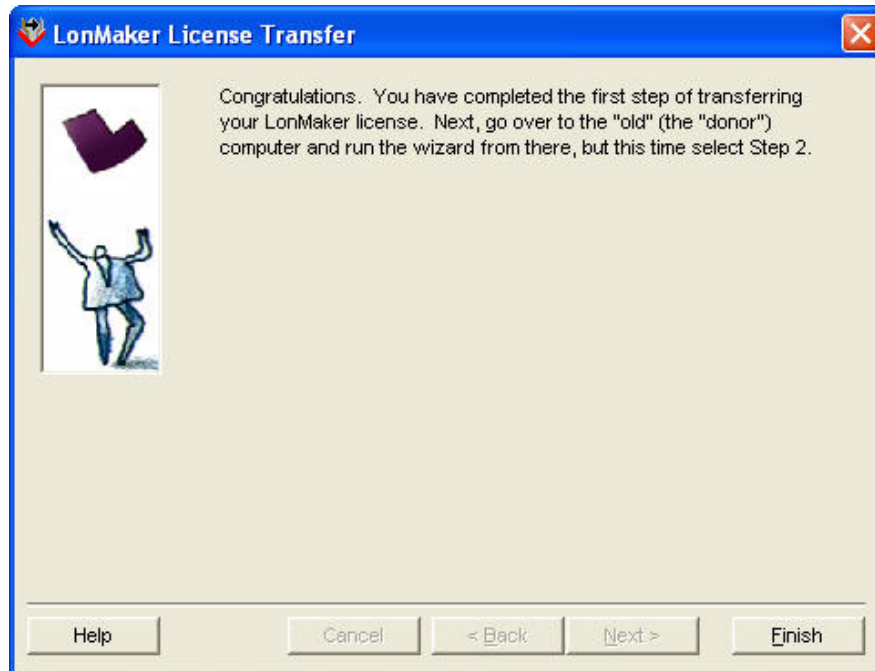 LonMaker License Transfer
Congratulations. You have completed the first step of transferring
your LonMaker license. Next, go over to the "old" (the "donor")
computer and run the wizard from there, but this time select Step 2.
Help
Cancel
< Back
Next >
Finish